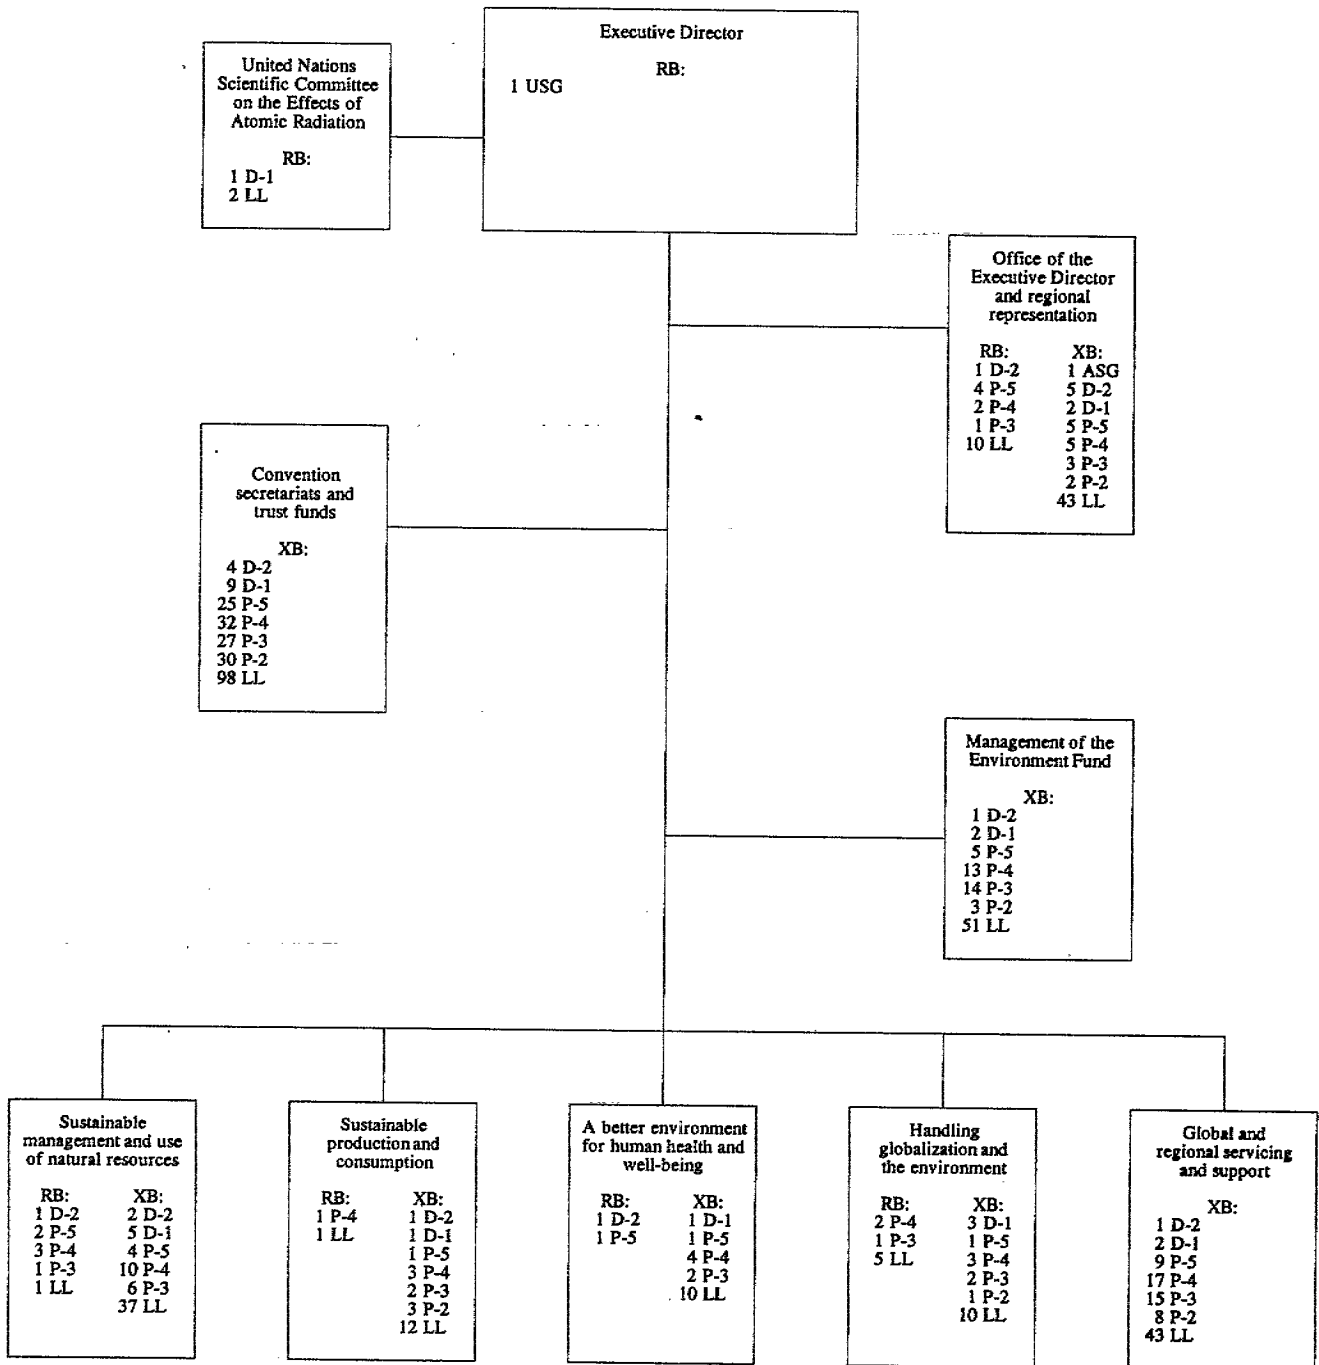 Executive Director
RB:
1 USG
United Nations
Scientific Committee
on the Effects of
Atomic Radiation
RB:
1 D-1
2 LL
Office of the
Executive Director
and regional
representation
RB: XB:
1 D-2 1 ASG
4 P-5 5 D-2
2 P-4 2 D-1
1 P-3 5 P-5
10 LL 5 P-4
3 P-3
2 P-2
43 LL
Convention
secretariats and
trust funds
XB:
4 D-2
9 D-1
25 P-5
32 P-4
27 P-3
30 P-2
98 LL
Management of the
Environment Fund
XB:
1 D-2
2 D-1
5 P-5
13 P-4
14 P-3
3 P-2
51 LL
Sustainable
management and use
of natural resources
RB: XB:
1 D-2 2 D-2
2 P-5 5 D-1
3 P-4 4 P-5
1 P-3 10 P-4
1 LL 6 P-3
37 LL
Sustainable
production and
consumption
RB: XB:
1 P-4 1 D-2
1 LL 1 D-1
1 P-5
3 P-4
2 P-3
3 P-2
12 LL
A better environment
for human health and
well-being
RB: XB:
1 D-2 1 D-1
1 P-5 1 P-5
4 P-4
2 P-3
10 LL
Handling
globalization and
the environment
RB: XB:
2 P-4 3 D-1
1 P-3 1 P-5
5 LL 3 P-4
2 P-3
1 P-2
10 LL
Global and
regional servicing
and support
XB:
1 D-2
2 D-1
9 P-5
17 P-4
15 P-3
8 P-2
43 LL